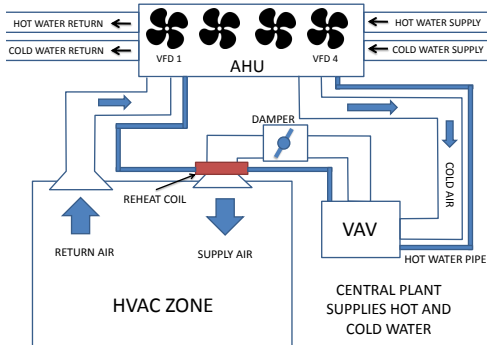 HOT WATER RETURN
HOT WATER SUPPLY
COLD WATER RETURN
COLD WATER SUPPLY
VFD 1
VFD 4
AHU
DAMPER
COLD AIR
REHEAT COIL
VAV
RETURN AIR
SUPPLY AIR
HOT WATER PIPE
HVAC ZONE
CENTRAL PLANT
SUPPLIES HOT AND
COLD WATER